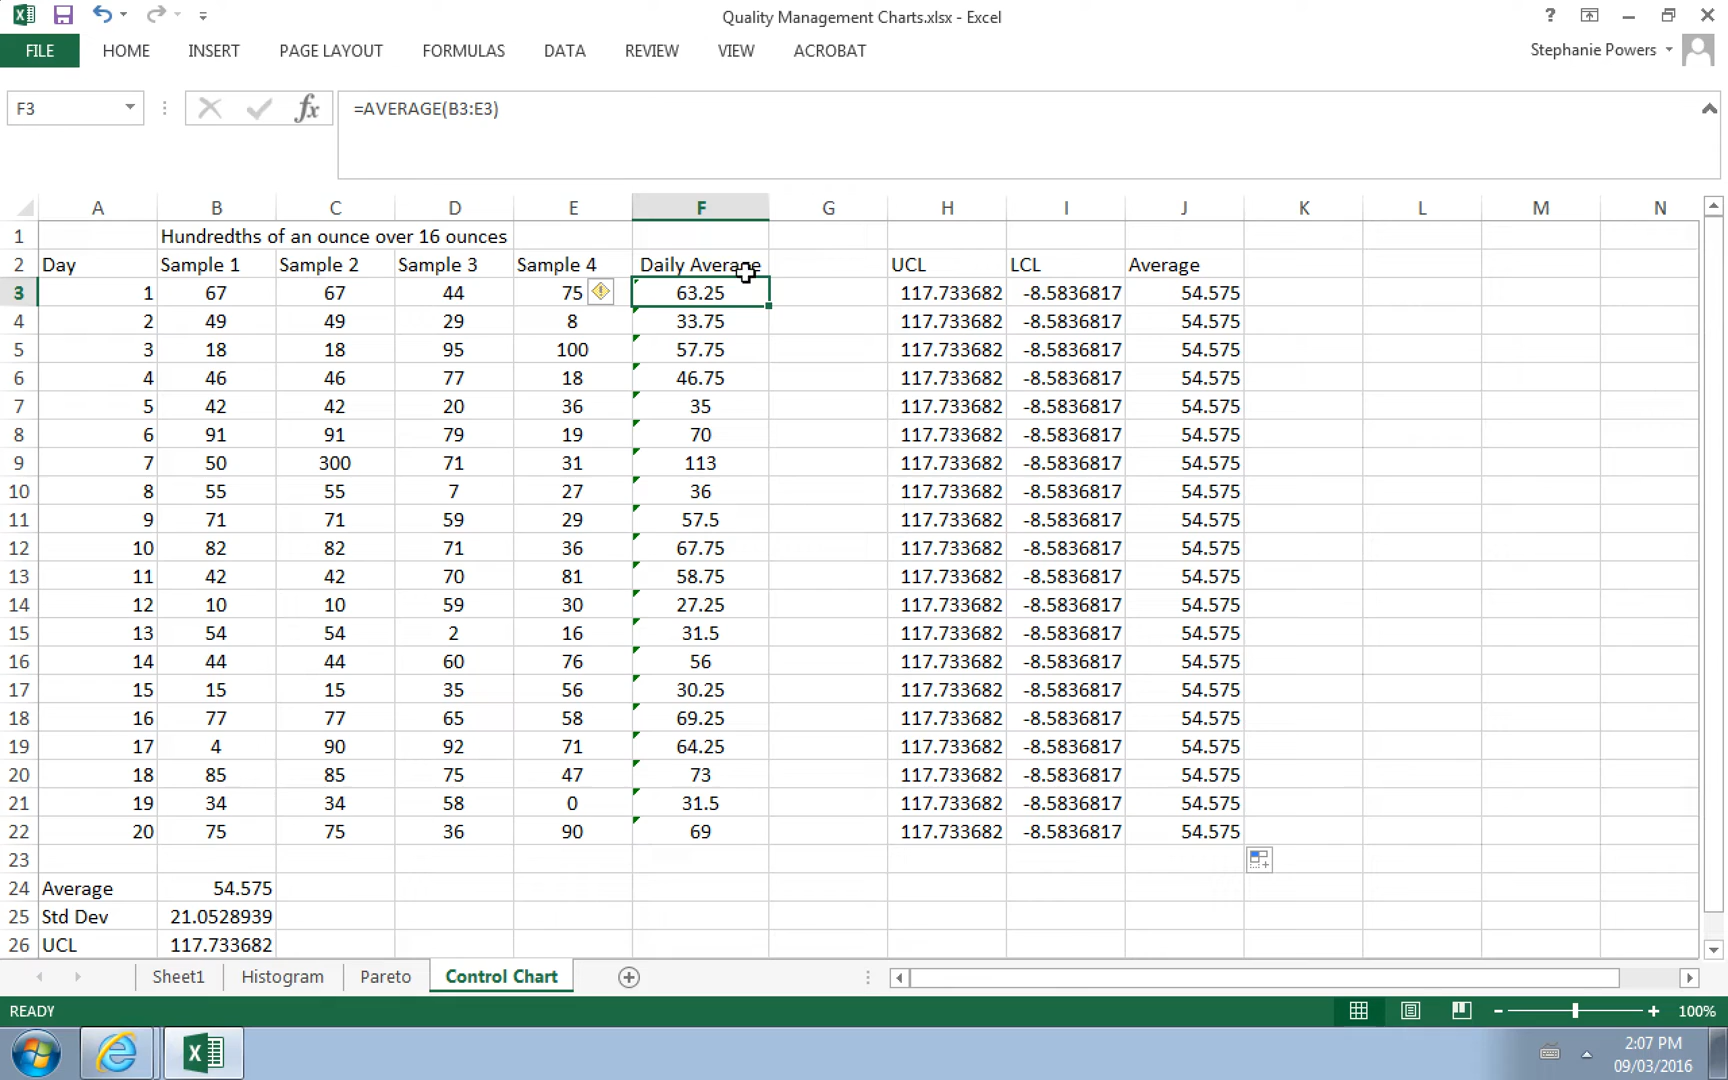 Quality Management Charts.xlsx - Excel
?
FILE HOME INSERT PAGE LAYOUT FORMULAS DATA REVIEW VIEW ACROBAT Stephanie Powers
F3 fx =AVERAGE(B3:E3)
A B C D E F G H I J K L M N
1 Hundredths of an ounce over 16 ounces
2 Day Sample 1 Sample 2 Sample 3 Sample 4 Daily Average UCL LCL Average
3 1 67 67 44 75 63.25 117.733682 -8.5836817 54.575
4 2 49 49 29 8 33.75 117.733682 -8.5836817 54.575
5 3 18 18 95 100 57.75 117.733682 -8.5836817 54.575
6 4 46 46 77 18 46.75 117.733682 -8.5836817 54.575
7 5 42 42 20 36 35 117.733682 -8.5836817 54.575
8 6 91 91 79 19 70 117.733682 -8.5836817 54.575
9 7 50 300 71 31 113 117.733682 -8.5836817 54.575
10 8 55 55 7 27 36 117.733682 -8.5836817 54.575
11 9 71 71 59 29 57.5 117.733682 -8.5836817 54.575
12 10 82 82 71 36 67.75 117.733682 -8.5836817 54.575
13 11 42 42 70 81 58.75 117.733682 -8.5836817 54.575
14 12 10 10 59 30 27.25 117.733682 -8.5836817 54.575
15 13 54 54 2 16 31.5 117.733682 -8.5836817 54.575
16 14 44 44 60 76 56 117.733682 -8.5836817 54.575
17 15 15 15 35 56 30.25 117.733682 -8.5836817 54.575
18 16 77 77 65 58 69.25 117.733682 -8.5836817 54.575
19 17 4 90 92 71 64.25 117.733682 -8.5836817 54.575
20 18 85 85 75 47 73 117.733682 -8.5836817 54.575
21 19 34 34 58 0 31.5 117.733682 -8.5836817 54.575
22 20 75 75 36 90 69 117.733682 -8.5836817 54.575
23
24 Average 54.575
25 Std Dev 21.0528939
26 UCL 117.733682
Sheet1 Histogram Pareto Control Chart
READY 100%
2:07 PM
09/03/2016